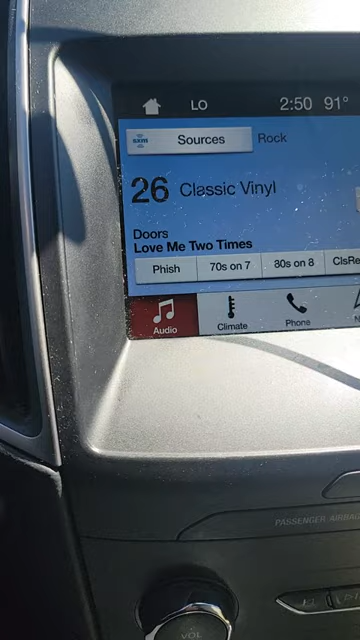 LO 2:50 91°
sxm Sources Rock
26 Classic Vinyl
Doors
Love Me Two Times
Phish 70s on 7 80s on 8 ClsRe
Audio Climate Phone
PASSENGER AIRBAG
VOL